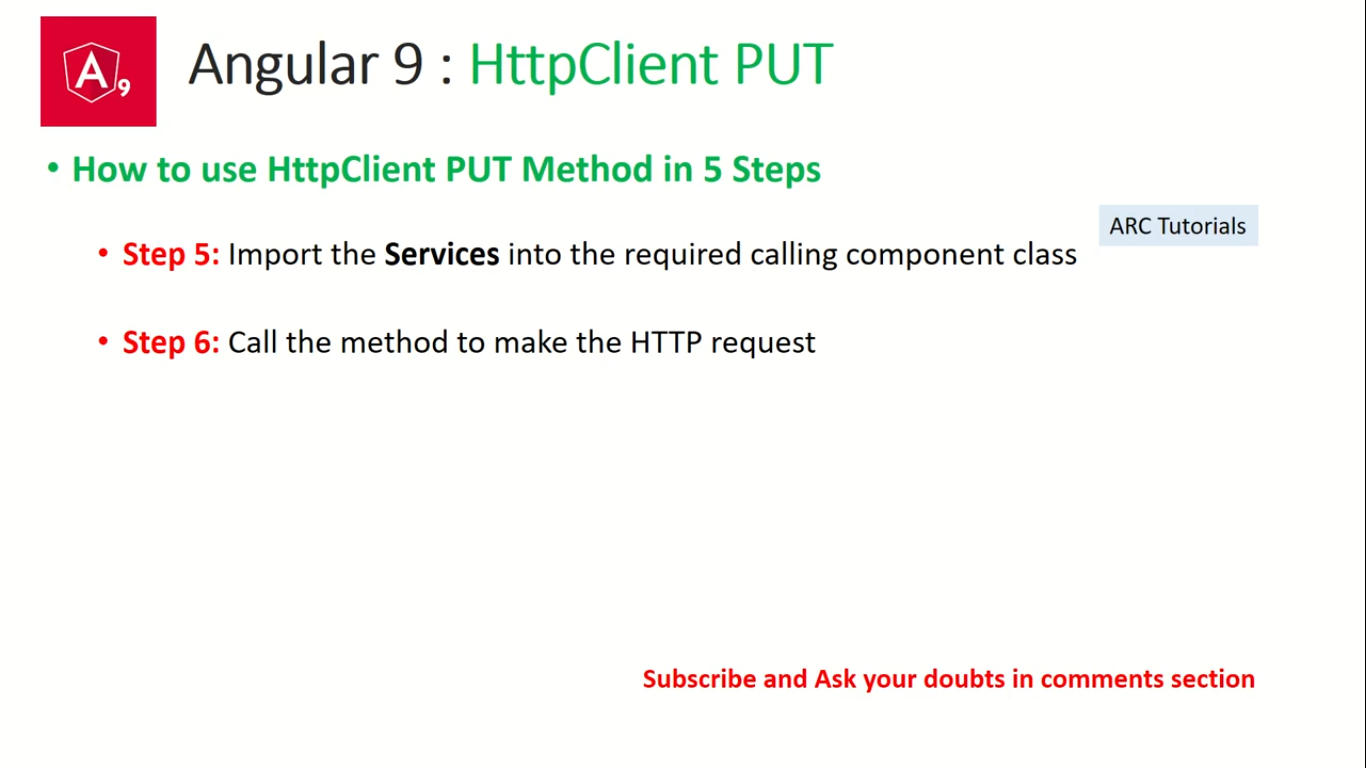 A9
Angular 9 : HttpClient PUT
• How to use HttpClient PUT Method in 5 Steps
ARC Tutorials
• Step 5: Import the Services into the required calling component class
• Step 6: Call the method to make the HTTP request
Subscribe and Ask your doubts in comments section